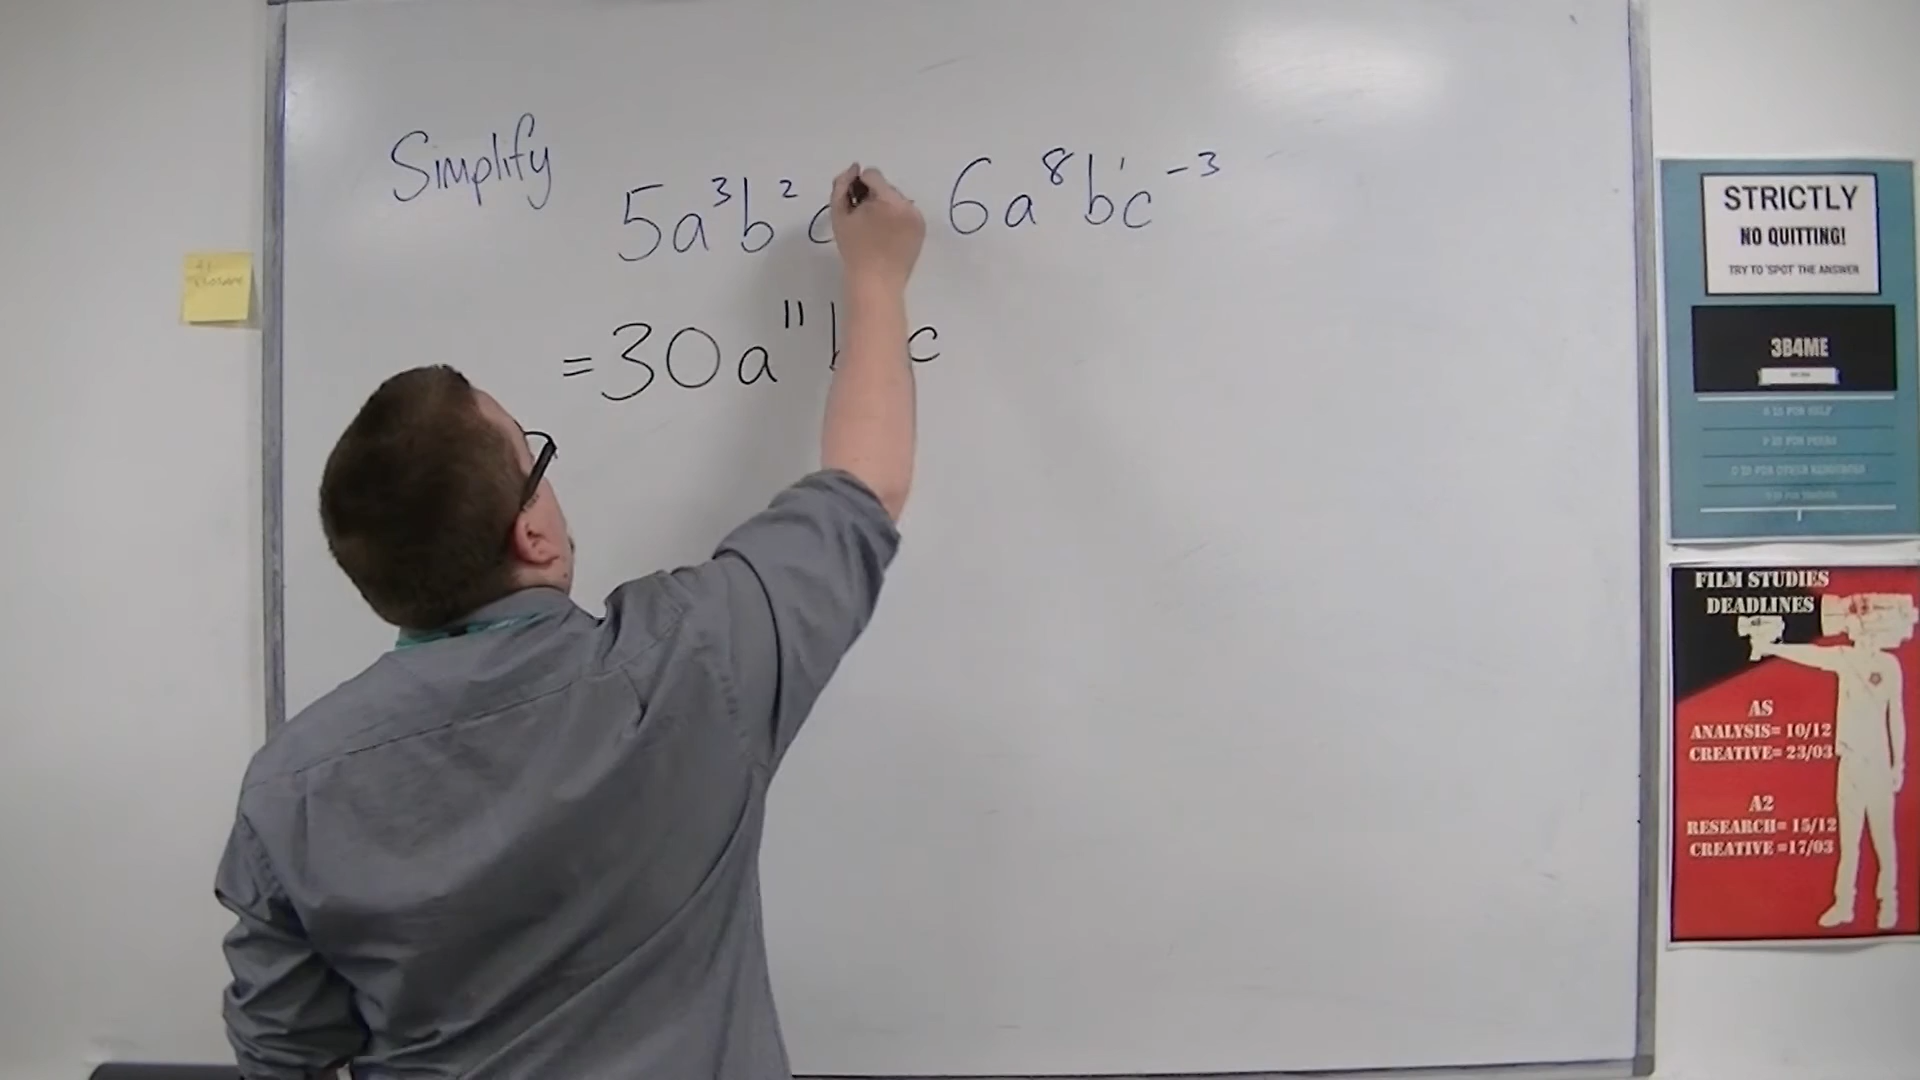 Simplify
5a³b²c 6a⁸b¹c⁻³
=30a¹¹b c
STRICTLY
NO QUITTING!
TRY TO 'SPOT' THE ANSWER
3B4ME
FILM STUDIES
DEADLINES
AS
ANALYSIS= 10/12
CREATIVE= 23/03
A2
RESEARCH= 15/12
CREATIVE =17/03